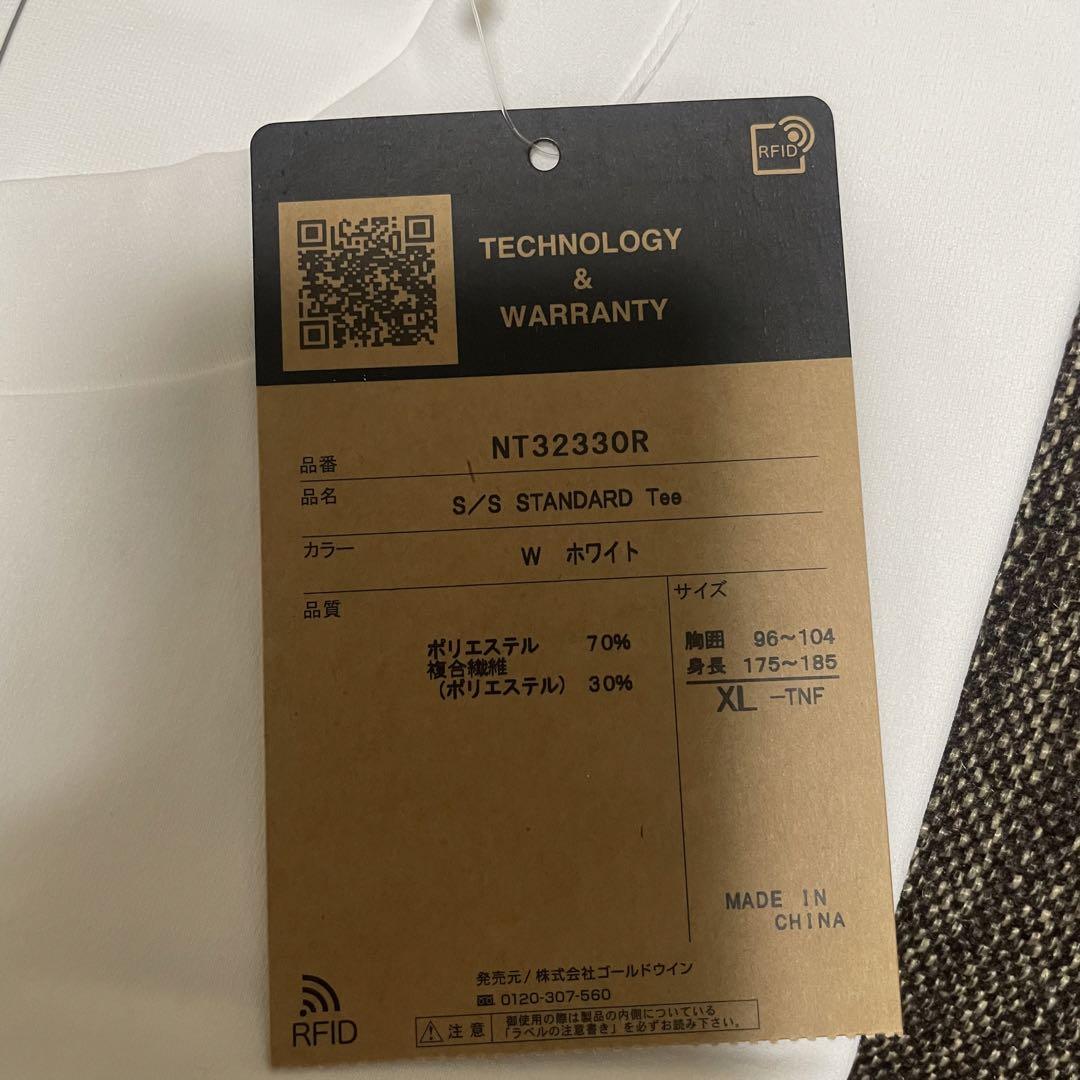 RFID
TECHNOLOGY
&
WARRANTY
品番 NT32330R
品名 S/S STANDARD Tee
カラー W ホワイト
品質
ポリエステル 70%
複合繊維
(ポリエステル) 30%
サイズ
胸囲 96〜104
身長 175〜185
XL -TNF
MADE IN
CHINA
発売元/株式会社ゴールドウイン
0120-307-560
RFID
注意
御使用の際は製品の内側についている
「ラベルの注意書き」を必ずお読み下さい。